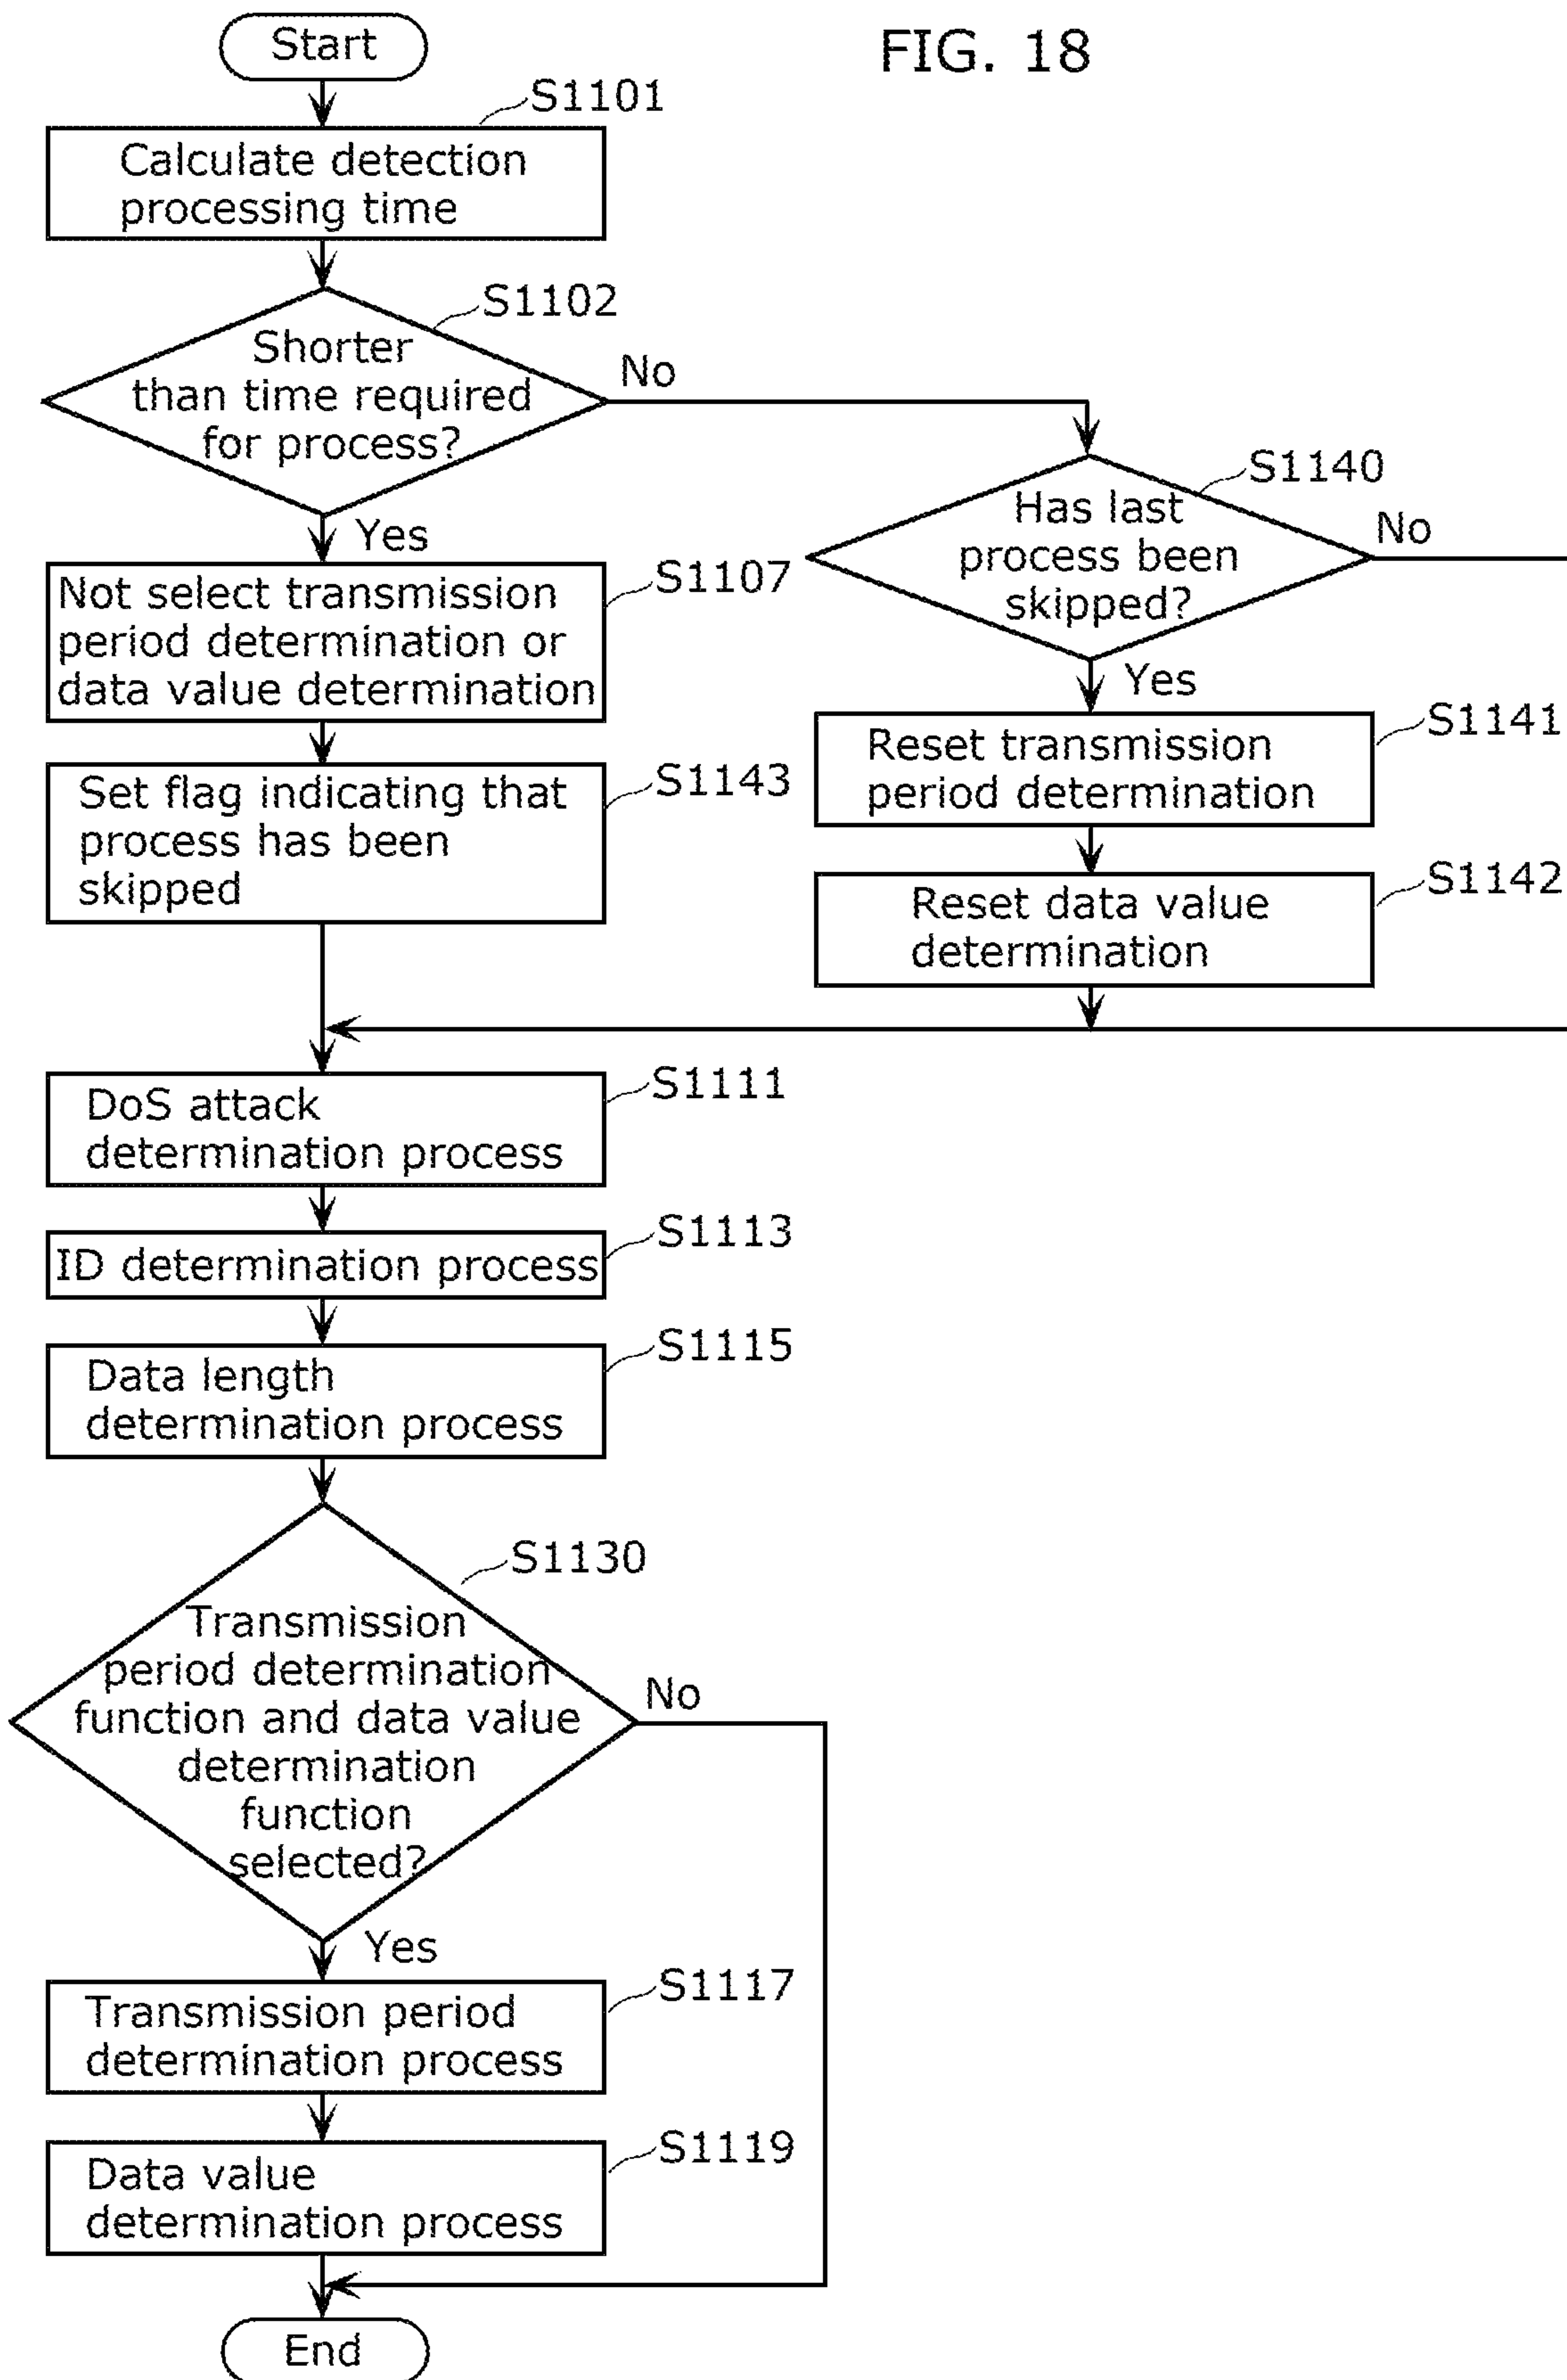 FIG. 18
Start
S1101
Calculate detection
processing time
S1102
Shorter
than time required
for process?
No
Yes
S1140
Has last
process been
skipped?
No
Yes
S1107
Not select transmission
period determination or
data value determination
S1141
Reset transmission
period determination
S1143
Set flag indicating that
process has been
skipped
S1142
Reset data value
determination
S1111
DoS attack
determination process
S1113
ID determination process
S1115
Data length
determination process
S1130
Transmission
period determination
function and data value
determination
function
selected?
No
Yes
S1117
Transmission period
determination process
S1119
Data value
determination process
End